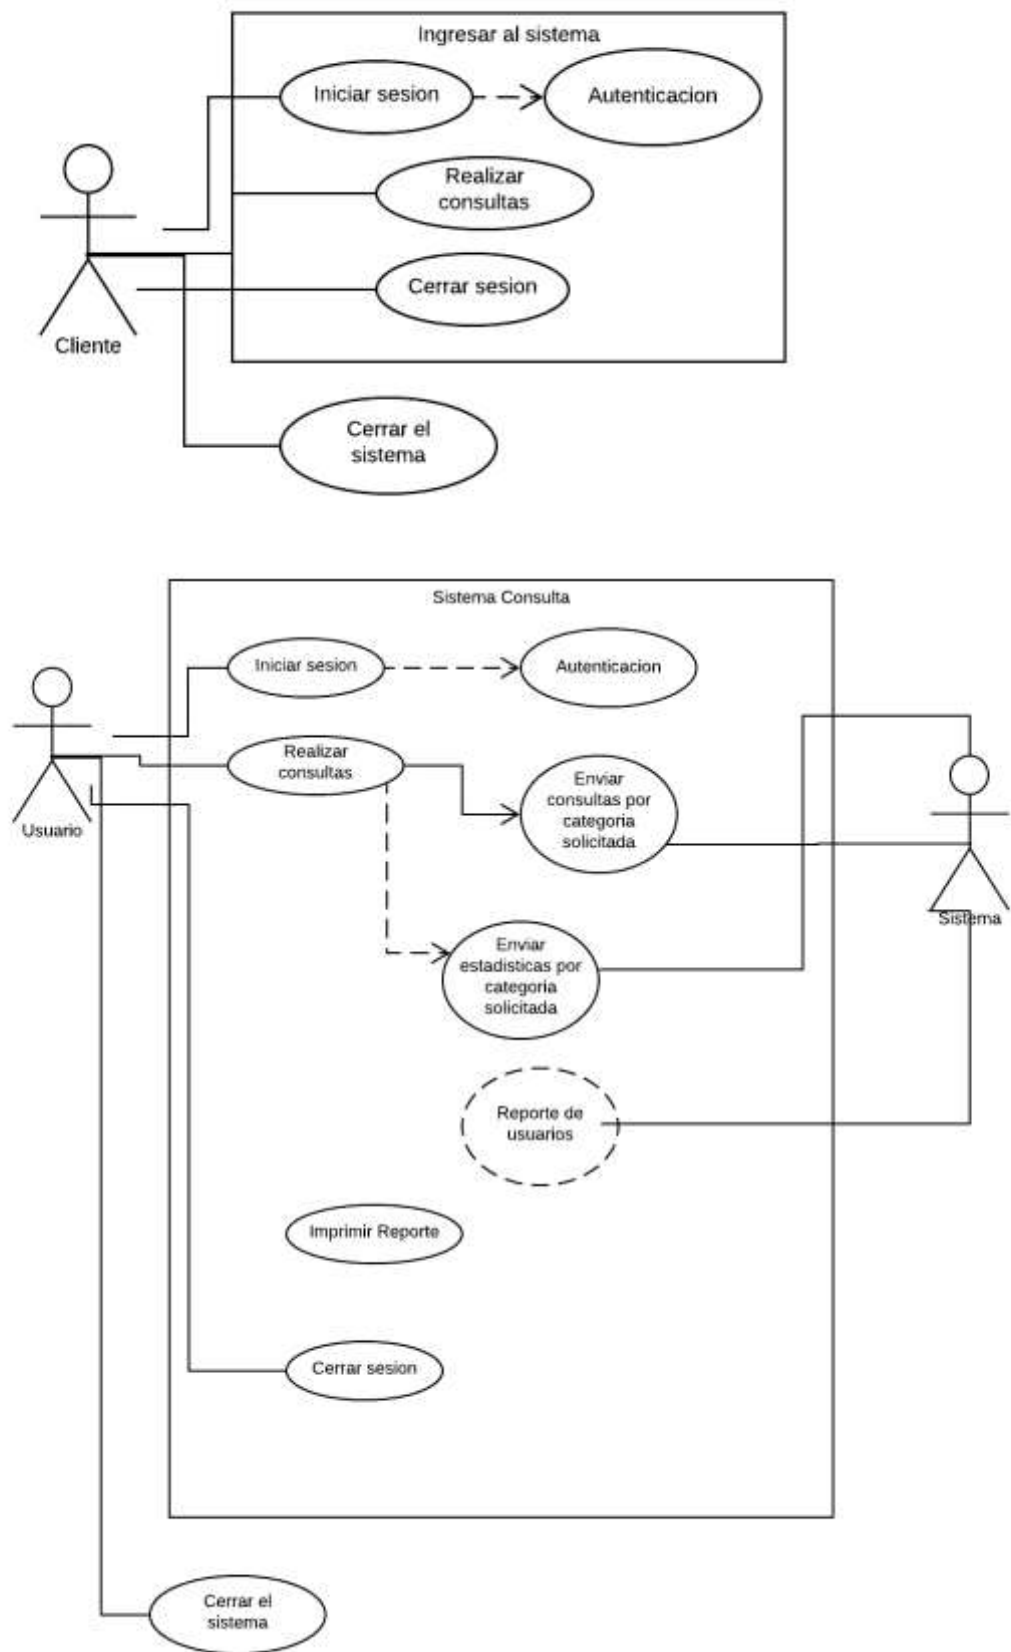 Ingresar al sistema
Iniciar sesion
Autenticacion
Realizar
consultas
Cerrar sesion
Cliente
Cerrar el
sistema
Sistema Consulta
Iniciar sesion
Autenticacion
Realizar
consultas
Enviar
consultas por
categoria
solicitada
Usuario
Sistema
Enviar
estadisticas por
categoria
solicitada
Reporte de
usuarios
Imprimir Reporte
Cerrar sesion
Cerrar el
sistema